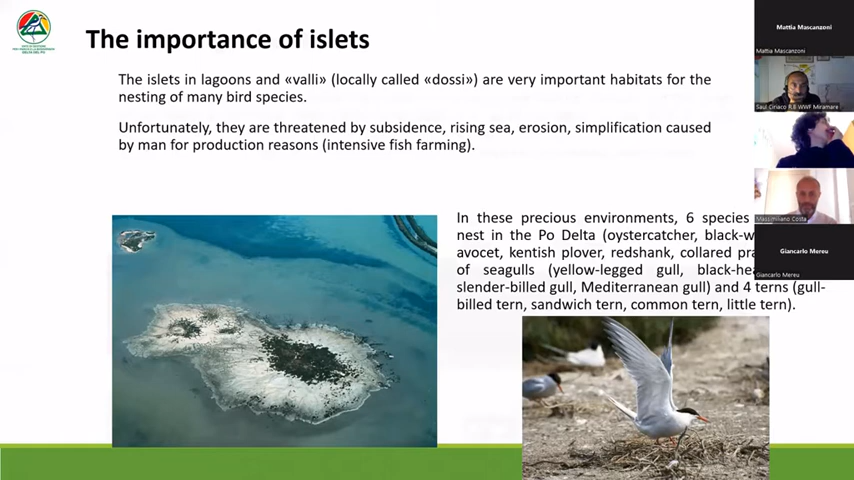 The importance of islets
The islets in lagoons and «valli» (locally called «dossi») are very important habitats for the
nesting of many bird species.
Unfortunately, they are threatened by subsidence, rising sea, erosion, simplification caused
by man for production reasons (intensive fish farming).
In these precious environments, 6 species
nest in the Po Delta (oystercatcher, black-w
avocet, kentish plover, redshank, collared pra
of seagulls (yellow-legged gull, black-hea
slender-billed gull, Mediterranean gull) and 4 terns (gull-
billed tern, sandwich tern, common tern, little tern).
Mattia Mascanzoni
Mattia Mascanzoni
Saul Ciriaco R.B WWF Miramare
Massimiliano Costa
Giancarlo Mereu
Giancarlo Mereu